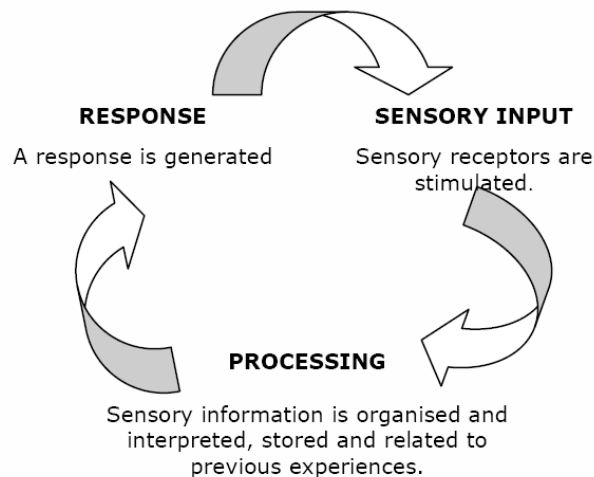 RESPONSE
A response is generated
SENSORY INPUT
Sensory receptors are
stimulated.
PROCESSING
Sensory information is organised and
interpreted, stored and related to
previous experiences.